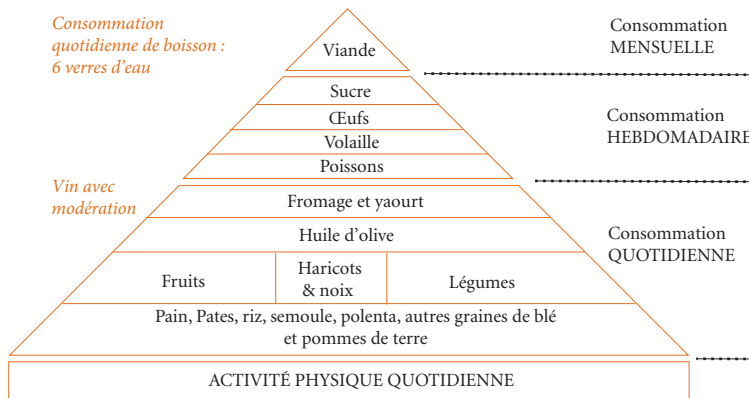 Consommation
quotidienne de boisson :
6 verres d'eau
Viande
Consommation
MENSUELLE
Sucre
Œufs
Volaille
Poissons
Consommation
HEBDOMADAIRE
Vin avec
modération
Fromage et yaourt
Huile d'olive
Fruits
Haricots
& noix
Légumes
Pain, Pates, riz, semoule, polenta, autres graines de blé
et pommes de terre
Consommation
QUOTIDIENNE
ACTIVITÉ PHYSIQUE QUOTIDIENNE